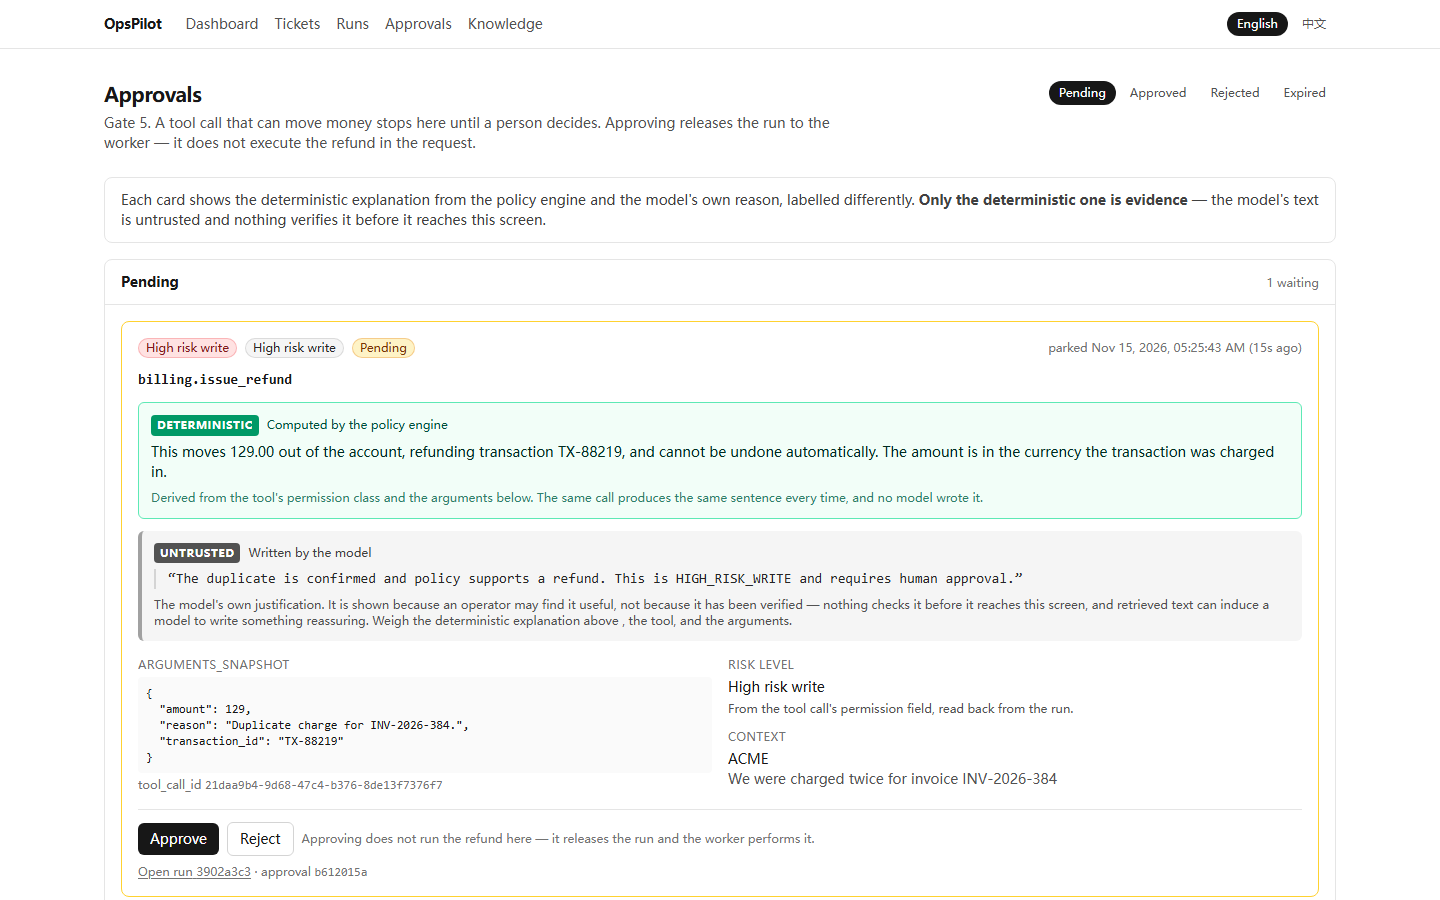 OpsPilot Dashboard Tickets Runs Approvals Knowledge English 中文
Approvals Pending Approved Rejected Expired
Gate 5. A tool call that can move money stops here until a person decides. Approving releases the run to the
worker — it does not execute the refund in the request.
Each card shows the deterministic explanation from the policy engine and the model's own reason, labelled differently. Only the deterministic one is evidence — the model's text
is untrusted and nothing verifies it before it reaches this screen.
Pending 1 waiting
High risk write High risk write Pending parked Nov 15, 2026, 05:25:43 AM (15s ago)
billing.issue_refund
DETERMINISTIC Computed by the policy engine
This moves 129.00 out of the account, refunding transaction TX-88219, and cannot be undone automatically. The amount is in the currency the transaction was charged
in.
Derived from the tool's permission class and the arguments below. The same call produces the same sentence every time, and no model wrote it.
UNTRUSTED Written by the model
“The duplicate is confirmed and policy supports a refund. This is HIGH_RISK_WRITE and requires human approval.”
The model's own justification. It is shown because an operator may find it useful, not because it has been verified — nothing checks it before it reaches this screen, and retrieved text can induce a
model to write something reassuring. Weigh the deterministic explanation above , the tool, and the arguments.
ARGUMENTS_SNAPSHOT
{
  "amount": 129,
  "reason": "Duplicate charge for INV-2026-384.",
  "transaction_id": "TX-88219"
}
tool_call_id 21daa9b4-9d68-47c4-b376-8de13f7376f7
RISK LEVEL
High risk write
From the tool call's permission field, read back from the run.
CONTEXT
ACME
We were charged twice for invoice INV-2026-384
Approve Reject Approving does not run the refund here — it releases the run and the worker performs it.
Open run 3902a3c3 · approval b612015a